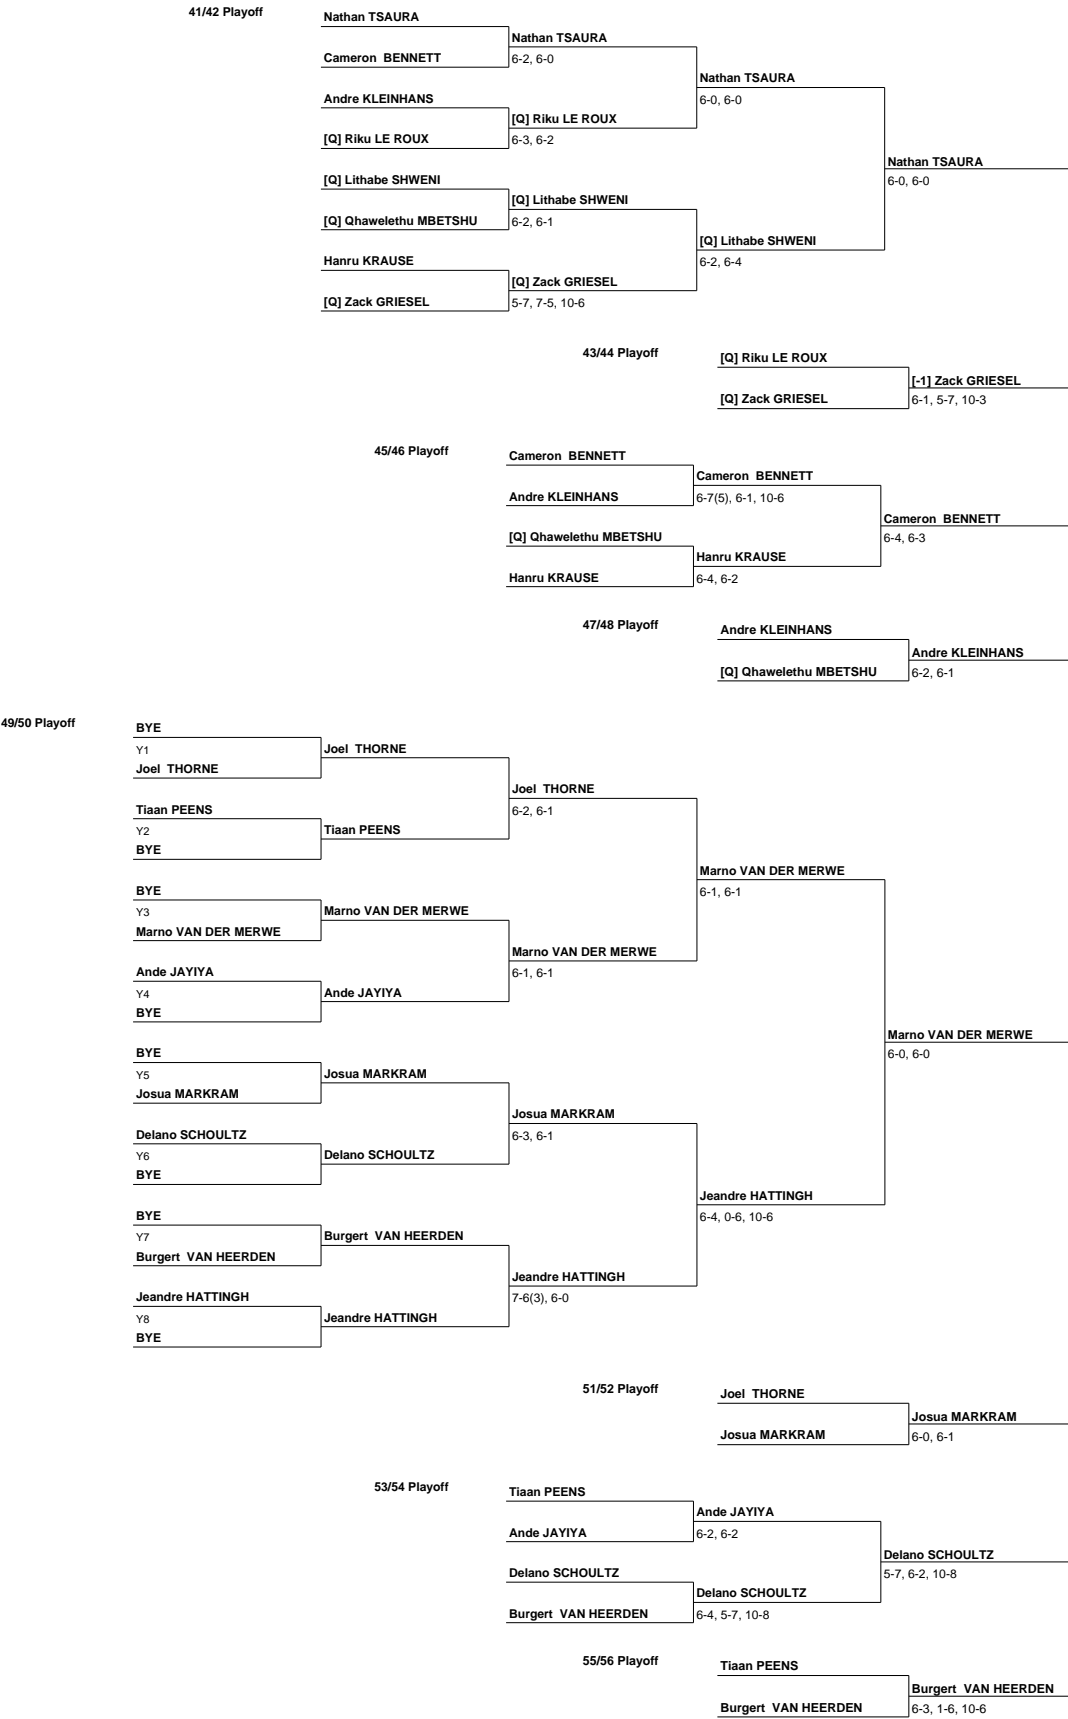 41/42 Playoff
Nathan TSAURA
Nathan TSAURA
Cameron BENNETT
6-2, 6-0
Nathan TSAURA
Andre KLEINHANS
6-0, 6-0
[Q] Riku LE ROUX
[Q] Riku LE ROUX
6-3, 6-2
Nathan TSAURA
[Q] Lithabe SHWENI
6-0, 6-0
[Q] Lithabe SHWENI
[Q] Qhawelethu MBETSHU
6-2, 6-1
[Q] Lithabe SHWENI
Hanru KRAUSE
6-2, 6-4
[Q] Zack GRIESEL
[Q] Zack GRIESEL
5-7, 7-5, 10-6
43/44 Playoff
[Q] Riku LE ROUX
[-1] Zack GRIESEL
[Q] Zack GRIESEL
6-1, 5-7, 10-3
45/46 Playoff
Cameron BENNETT
Cameron BENNETT
Andre KLEINHANS
6-7(5), 6-1, 10-6
Cameron BENNETT
[Q] Qhawelethu MBETSHU
6-4, 6-3
Hanru KRAUSE
Hanru KRAUSE
6-4, 6-2
47/48 Playoff
Andre KLEINHANS
Andre KLEINHANS
[Q] Qhawelethu MBETSHU
6-2, 6-1
49/50 Playoff
BYE
Y1
Joel THORNE
Joel THORNE
Joel THORNE
Tiaan PEENS
6-2, 6-1
Y2
Tiaan PEENS
BYE
Marno VAN DER MERWE
BYE
6-1, 6-1
Y3
Marno VAN DER MERWE
Marno VAN DER MERWE
Marno VAN DER MERWE
Ande JAYIYA
6-1, 6-1
Y4
Ande JAYIYA
BYE
Marno VAN DER MERWE
BYE
6-0, 6-0
Y5
Josua MARKRAM
Josua MARKRAM
Josua MARKRAM
Delano SCHOULTZ
6-3, 6-1
Y6
Delano SCHOULTZ
BYE
Jeandre HATTINGH
BYE
6-4, 0-6, 10-6
Y7
Burgert VAN HEERDEN
Burgert VAN HEERDEN
Jeandre HATTINGH
Jeandre HATTINGH
7-6(3), 6-0
Y8
Jeandre HATTINGH
BYE
51/52 Playoff
Joel THORNE
Josua MARKRAM
Josua MARKRAM
6-0, 6-1
53/54 Playoff
Tiaan PEENS
Ande JAYIYA
Ande JAYIYA
6-2, 6-2
Delano SCHOULTZ
Delano SCHOULTZ
5-7, 6-2, 10-8
Delano SCHOULTZ
Burgert VAN HEERDEN
6-4, 5-7, 10-8
55/56 Playoff
Tiaan PEENS
Burgert VAN HEERDEN
Burgert VAN HEERDEN
6-3, 1-6, 10-6